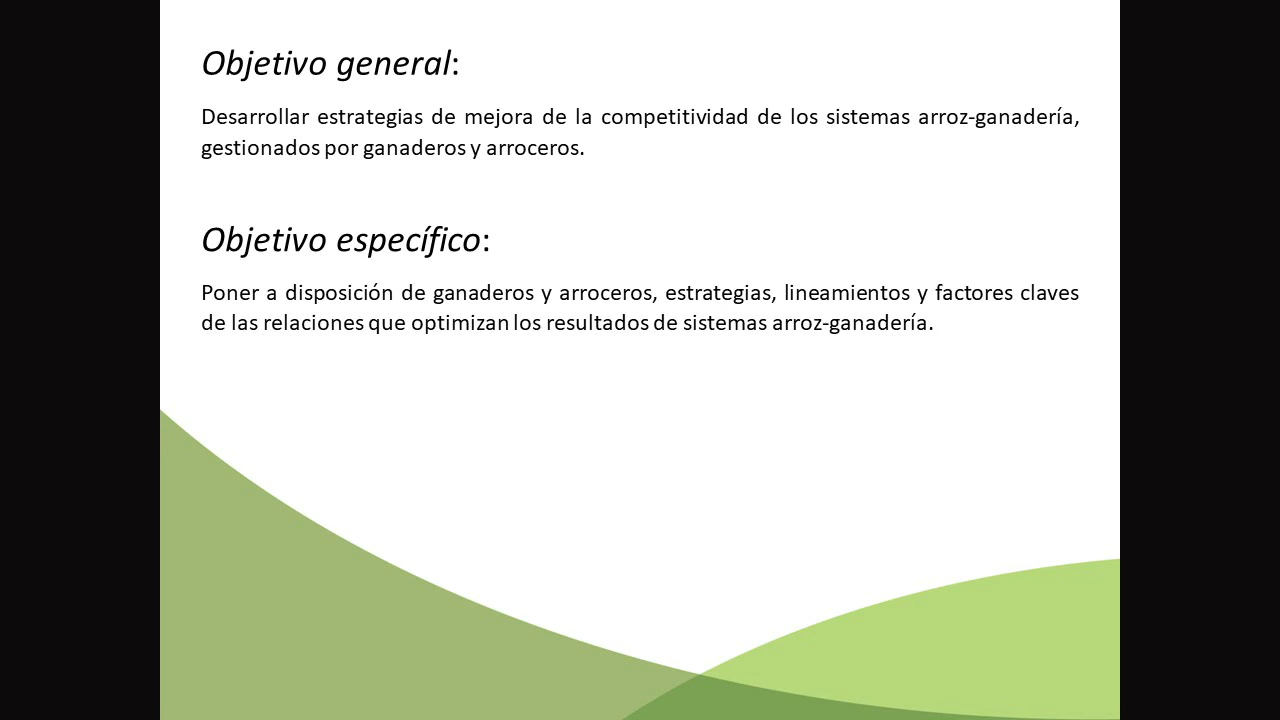 Objetivo general:
Desarrollar estrategias de mejora de la competitividad de los sistemas arroz-ganadería,
gestionados por ganaderos y arroceros.
Objetivo específico:
Poner a disposición de ganaderos y arroceros, estrategias, lineamientos y factores claves
de las relaciones que optimizan los resultados de sistemas arroz-ganadería.